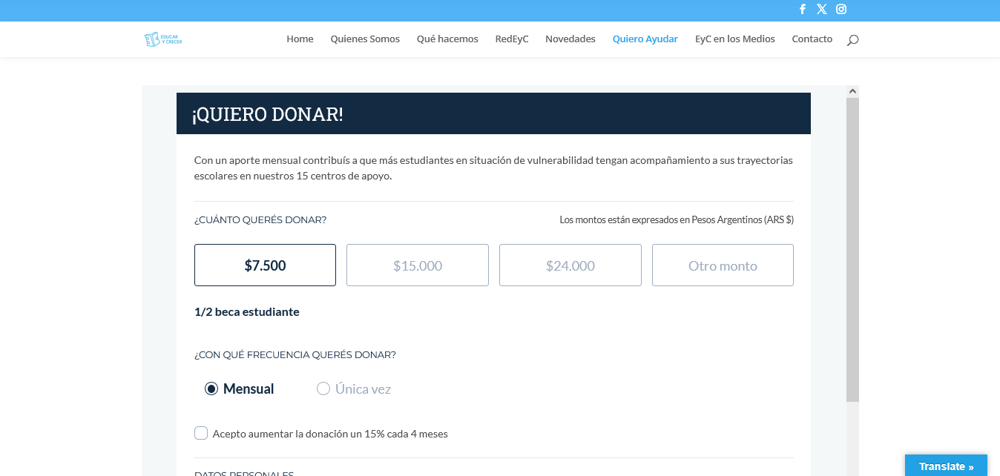 EDUCAR
Y CRECER
Home Quienes Somos Qué hacemos RedEyC Novedades Quiero Ayudar EyC en los Medios Contacto
¡QUIERO DONAR!
Con un aporte mensual contribuís a que más estudiantes en situación de vulnerabilidad tengan acompañamiento a sus trayectorias
escolares en nuestros 15 centros de apoyo.
¿CUÁNTO QUERÉS DONAR? Los montos están expresados en Pesos Argentinos (ARS $)
$7.500 $15.000 $24.000 Otro monto
1/2 beca estudiante
¿CON QUÉ FRECUENCIA QUERÉS DONAR?
Mensual Única vez
Acepto aumentar la donación un 15% cada 4 meses
DATOS PERSONALES
Translate »